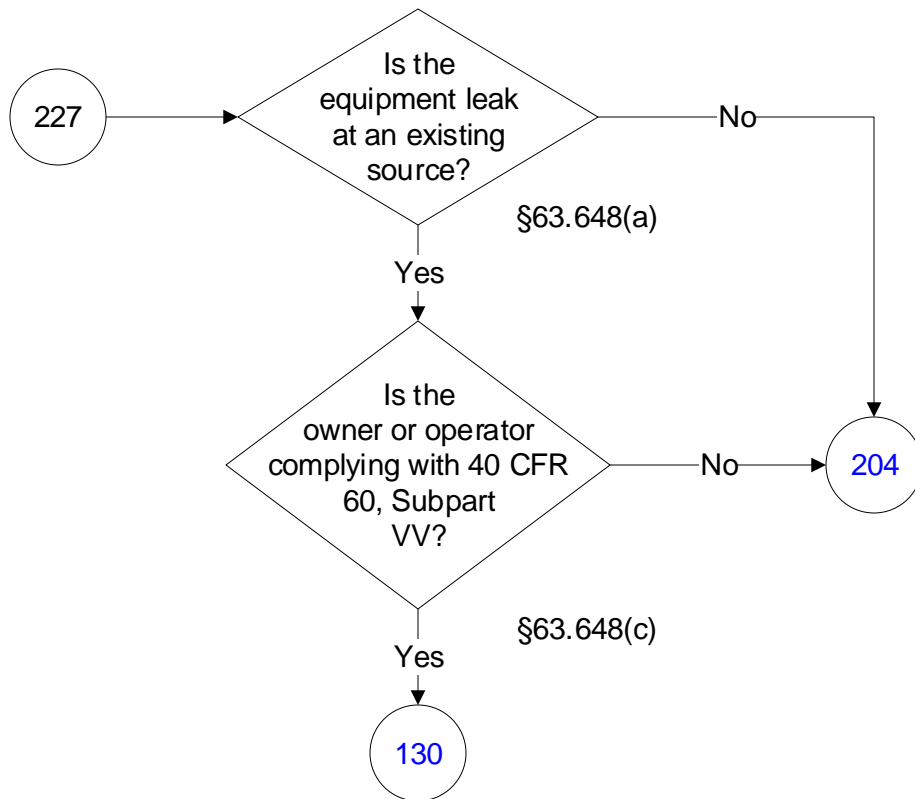 Is the
equipment leak
at an existing
source?
227
No
§63.648(a)
Yes
Is the
owner or operator
complying with 40 CFR
60, Subpart
VV?
No
204
§63.648(c)
Yes
130